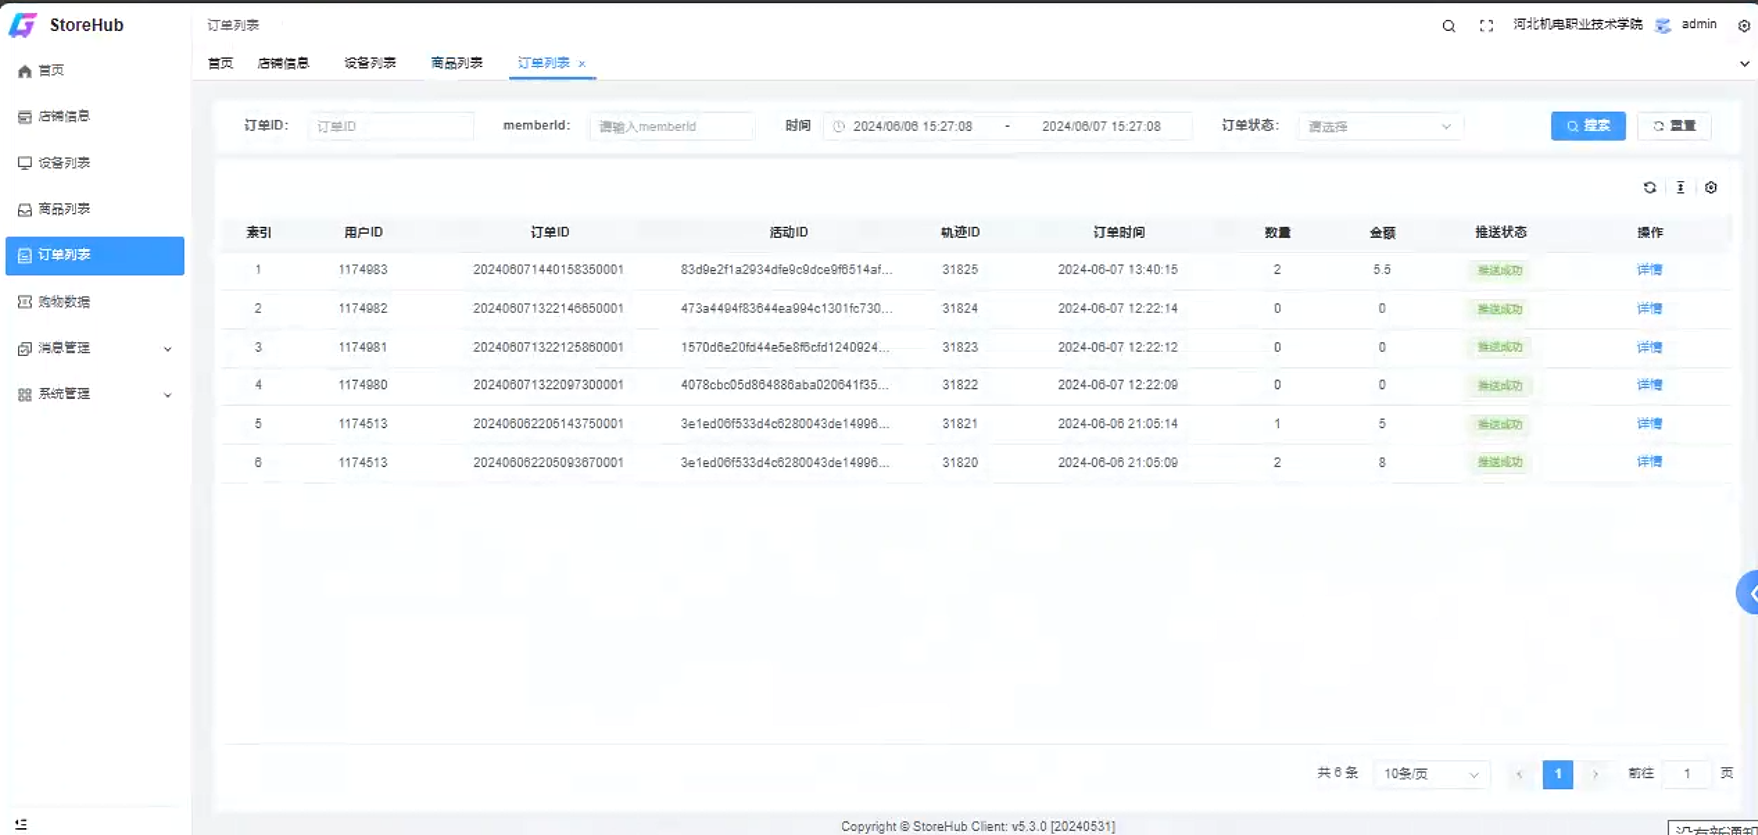 StoreHub
订单列表
河北机电职业技术学院
admin
首页
店铺信息
设备列表
商品列表
订单列表
首页
店铺信息
设备列表
商品列表
订单列表
购物数据
消息管理
系统管理
订单ID: 订单ID memberId: 请输入memberId 时间 2024/06/06 15:27:08 - 2024/06/07 15:27:08 订单状态: 请选择 搜索 重置
索引 用户ID 订单ID 活动ID 轨迹ID 订单时间 数量 金额 推送状态 操作
1 1174983 202406071440158350001 83d9e2f1a2934dfe9c9dce9f6514af... 31825 2024-06-07 13:40:15 2 5.5 推送成功 详情
2 1174982 202406071322146650001 473a4494f83644ea994c1301fc730... 31824 2024-06-07 12:22:14 0 0 推送成功 详情
3 1174981 202406071322125860001 1570d6e20fd44e5e8f6cfd1240924... 31823 2024-06-07 12:22:12 0 0 推送成功 详情
4 1174980 202406071322097300001 4078cbc05d864886aba020641f35... 31822 2024-06-07 12:22:09 0 0 推送成功 详情
5 1174513 202406062205143750001 3e1ed06f533d4c6280043de14996... 31821 2024-06-06 21:05:14 1 5 推送成功 详情
6 1174513 202406062205093670001 3e1ed06f533d4c6280043de14996... 31820 2024-06-06 21:05:09 2 8 推送成功 详情
共 6 条 10条/页 1 前往 1 页
Copyright © StoreHub Client: v5.3.0 [20240531]